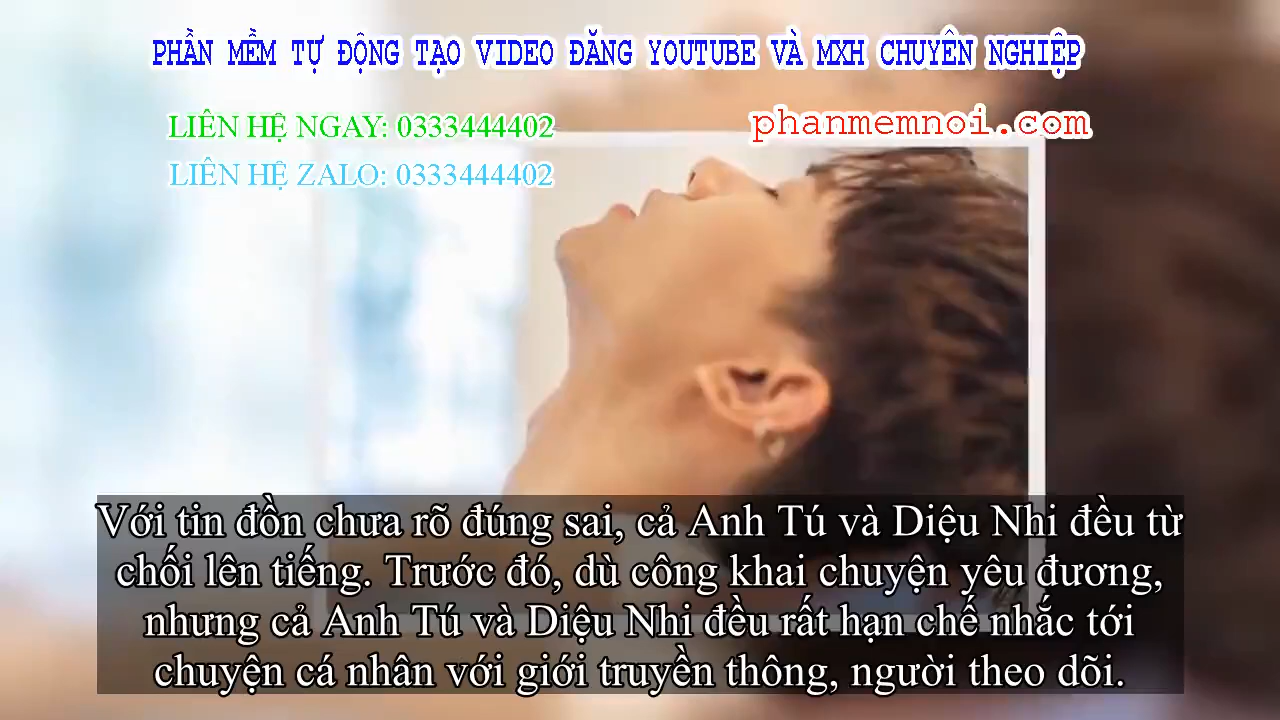 PHẦN MỀM TỰ ĐỘNG TẠO VIDEO ĐĂNG YOUTUBE VÀ MXH CHUYÊN NGHIỆP
LIÊN HỆ NGAY: 0333444402
phanmemnoi.com
LIÊN HỆ ZALO: 0333444402
Với tin đồn chưa rõ đúng sai, cả Anh Tú và Diệu Nhi đều từ
chối lên tiếng. Trước đó, dù công khai chuyện yêu đương,
nhưng cả Anh Tú và Diệu Nhi đều rất hạn chế nhắc tới
chuyện cá nhân với giới truyền thông, người theo dõi.